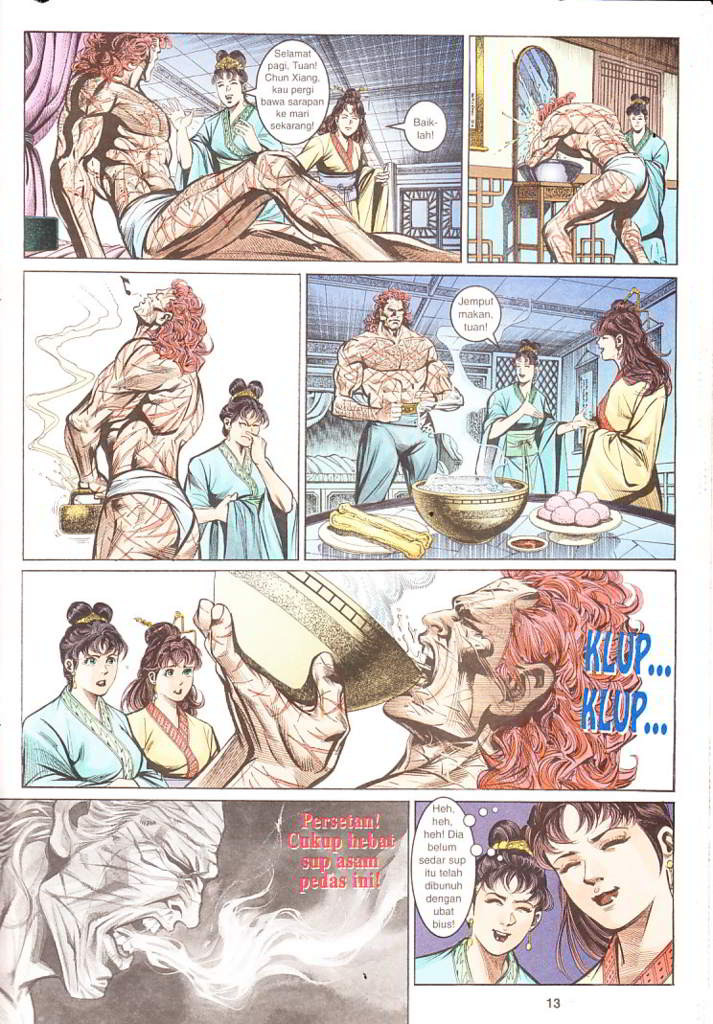 Selamat
pagi, Tuan!
Chun Xiang,
kau pergi
bawa sarapan
ke mari
sekarang!
Baik-
lah!
Jemput
makan,
tuan!
KLUP...
KLUP...
Persetan!
Cukup hebat
sup asam
pedas ini!
Heh,
heh,
heh! Dia
belum
sedar sup
itu telah
dibunuh
dengan
ubat
bius!
13